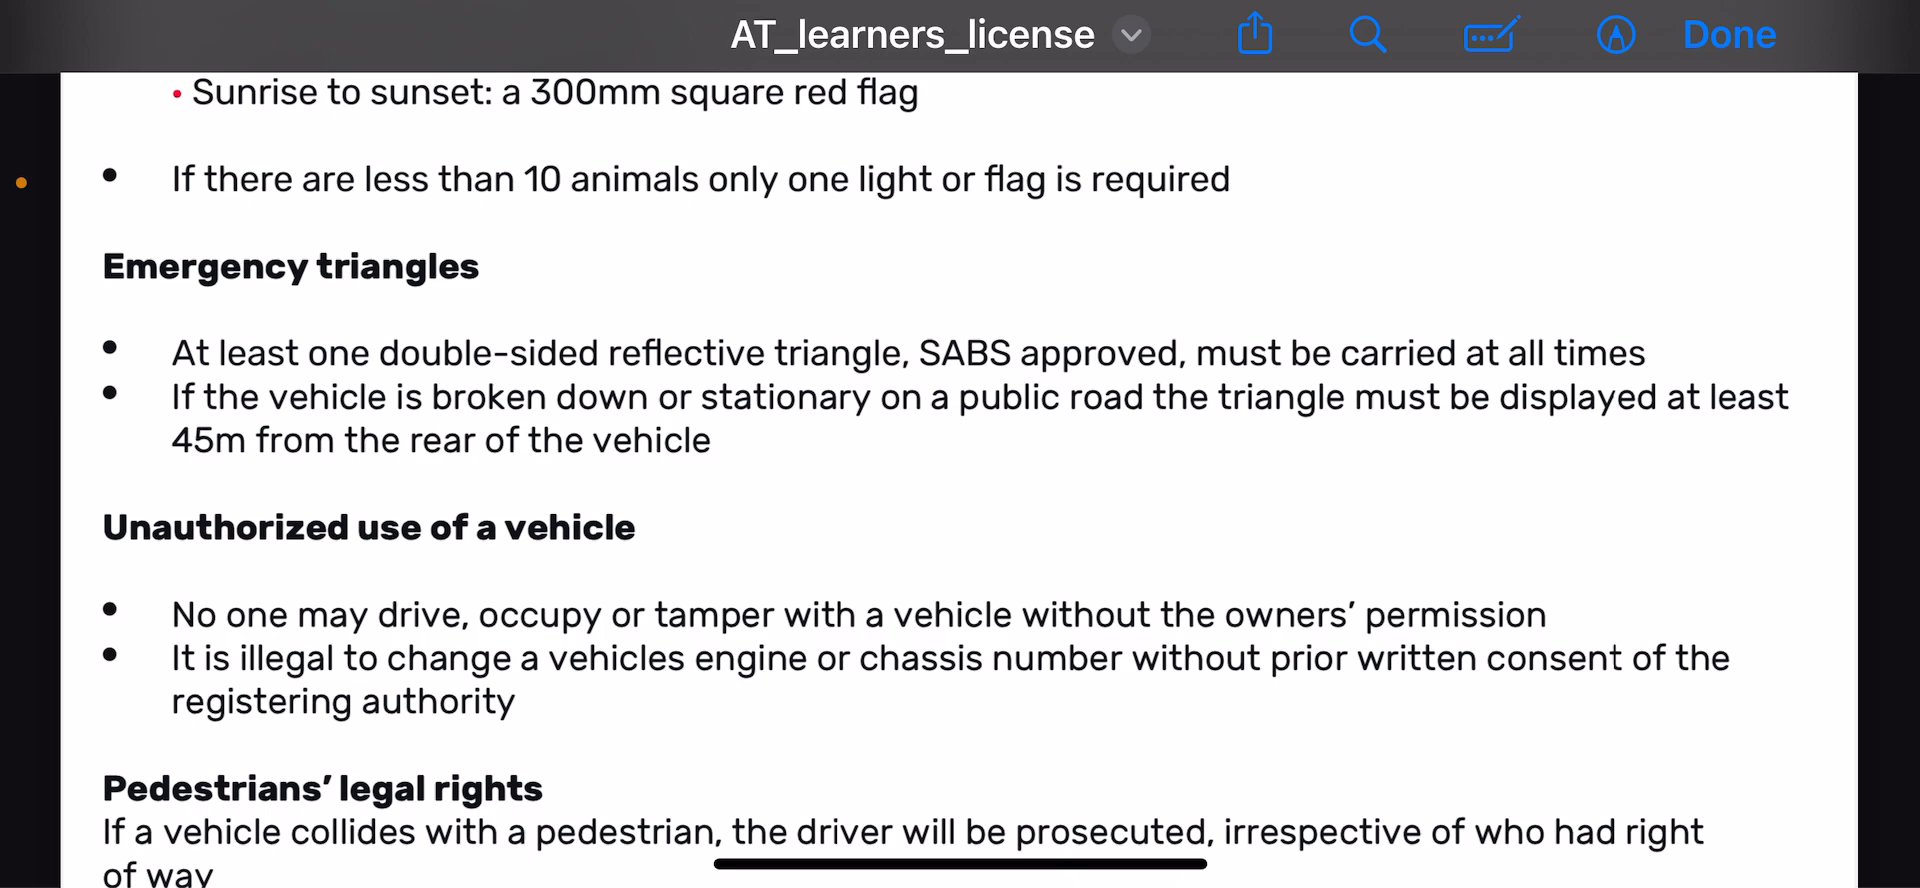 AT_learners_license
Done
• Sunrise to sunset: a 300mm square red flag
• If there are less than 10 animals only one light or flag is required
Emergency triangles
• At least one double-sided reflective triangle, SABS approved, must be carried at all times
• If the vehicle is broken down or stationary on a public road the triangle must be displayed at least
45m from the rear of the vehicle
Unauthorized use of a vehicle
• No one may drive, occupy or tamper with a vehicle without the owners’ permission
• It is illegal to change a vehicles engine or chassis number without prior written consent of the
registering authority
Pedestrians’ legal rights
If a vehicle collides with a pedestrian, the driver will be prosecuted, irrespective of who had right
of way